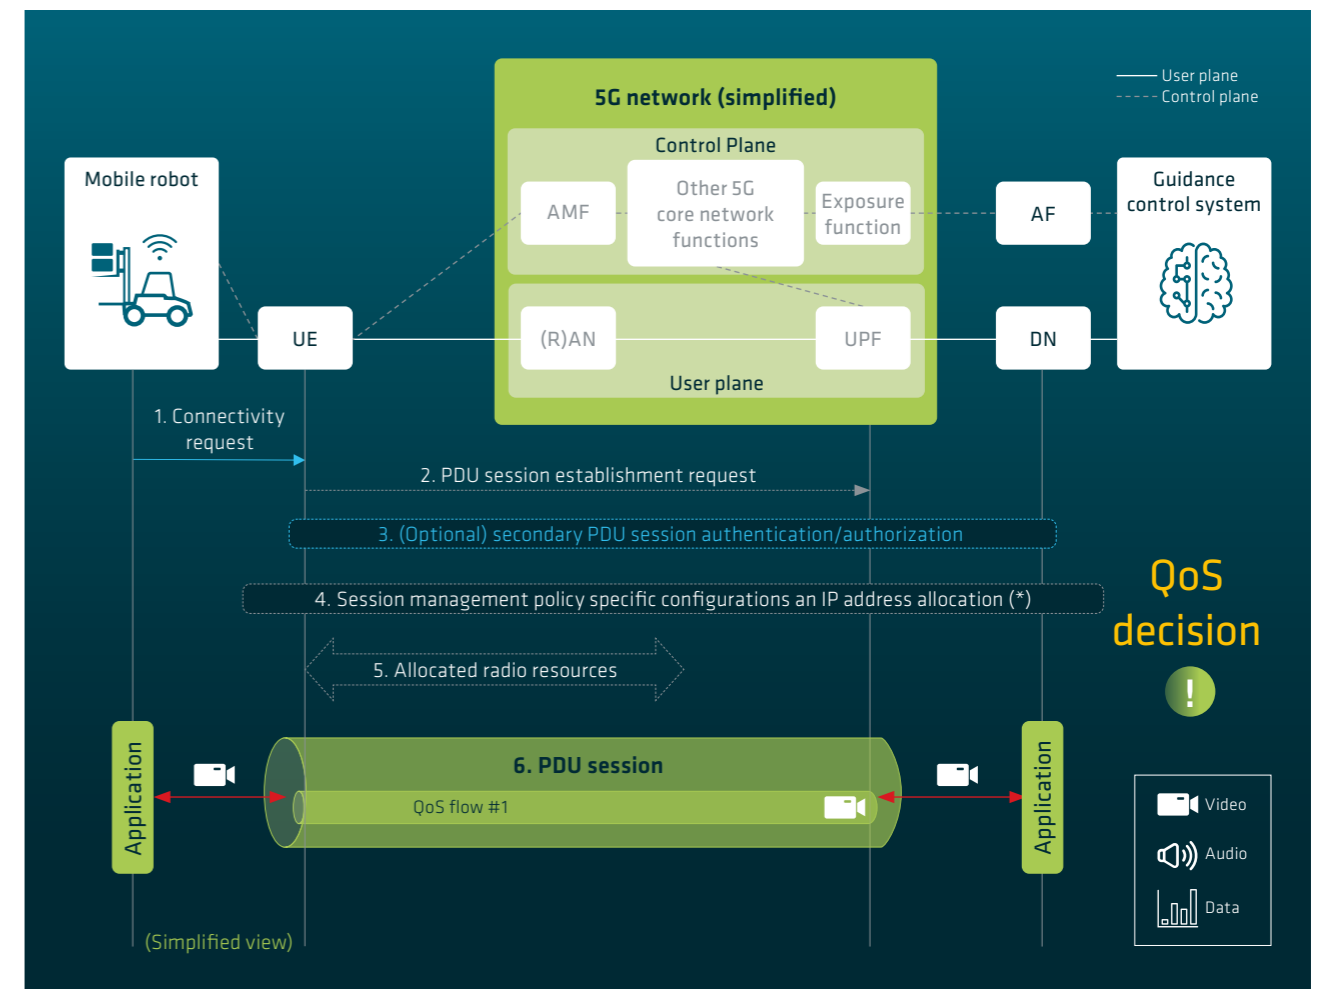 5G network (simplified)
User plane
Control plane
Control Plane
Mobile robot
AMF
Other 5G
core network
functions
Exposure
function
AF
Guidance
control system
UE
(R)AN
UPF
DN
User plane
1. Connectivity
request
2. PDU session establishment request
3. (Optional) secondary PDU session authentication/authorization
4. Session management policy specific configurations an IP address allocation (*)
QoS
decision
!
5. Allocated radio resources
Application
6. PDU session
QoS flow #1
Application
Video
Audio
Data
(Simplified view)